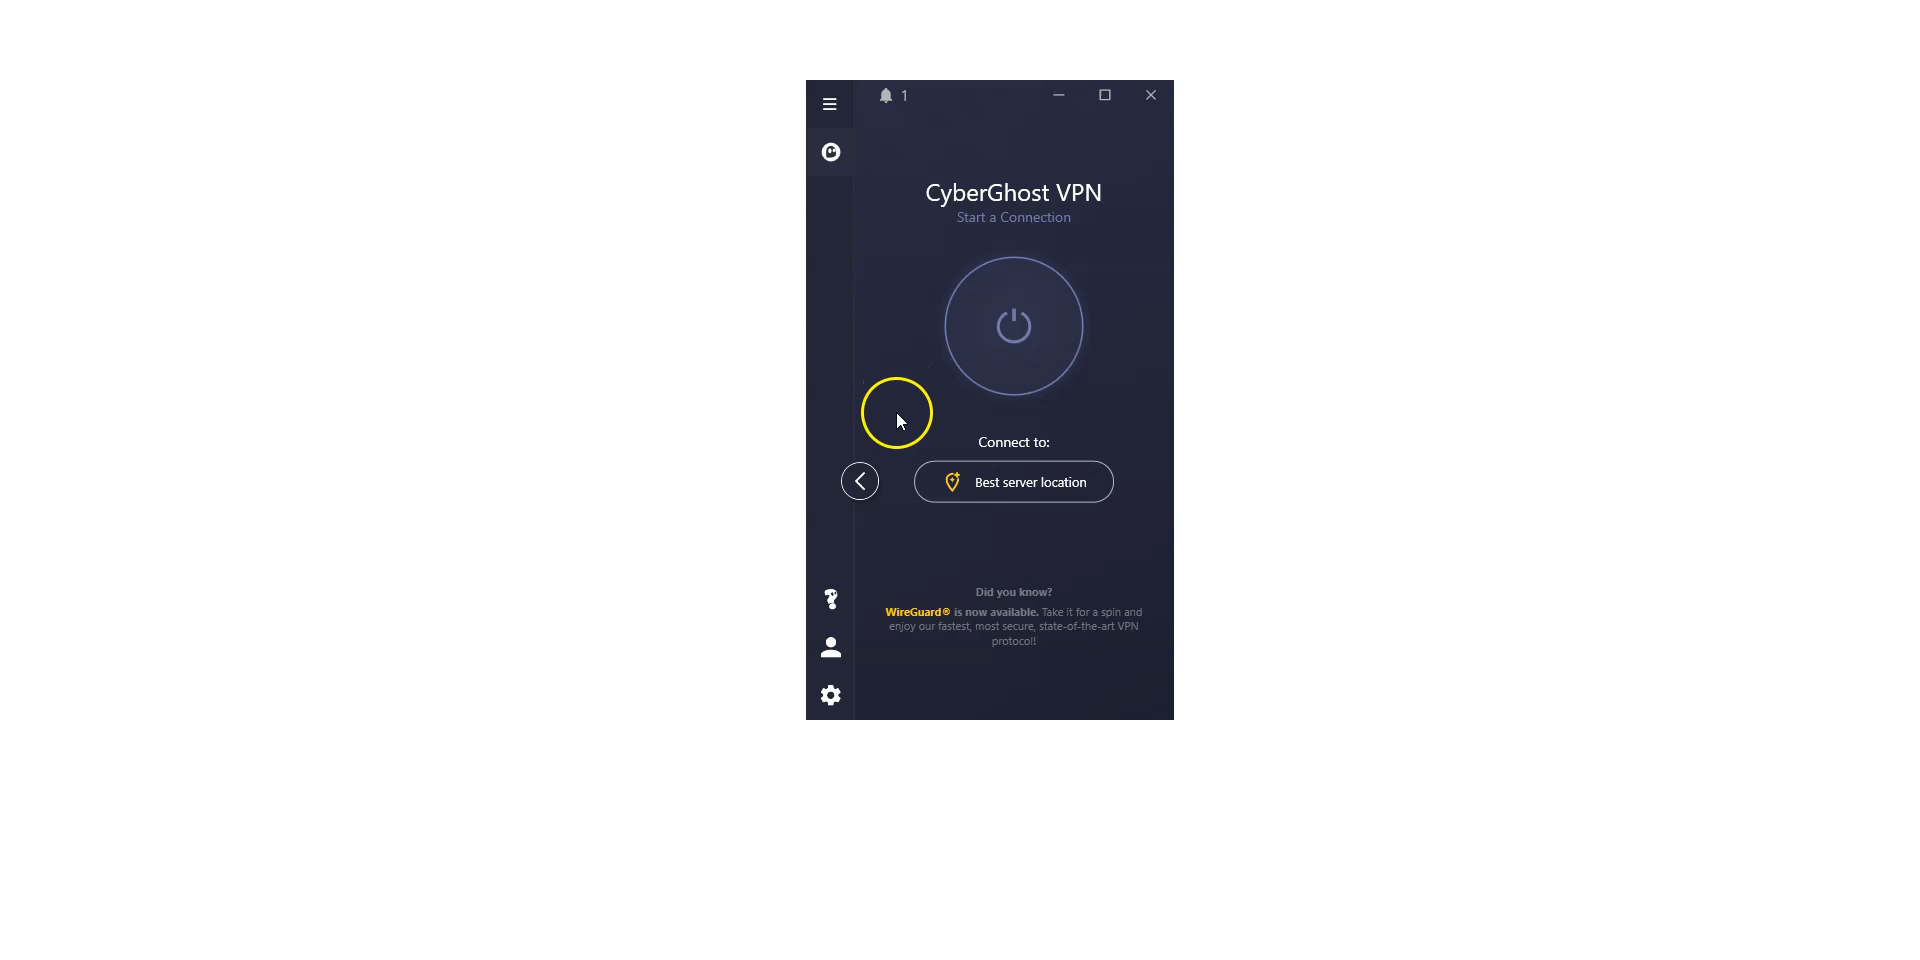 1
CyberGhost VPN
Start a Connection
Connect to:
Best server location
Did you know?
WireGuard® is now available. Take it for a spin and
enjoy our fastest, most secure, state-of-the-art VPN
protocol!